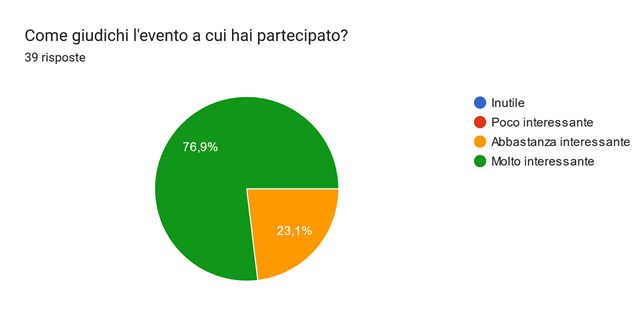 Come giudichi l'evento a cui hai partecipato?
39 risposte
76,9%
23,1%
Inutile
Poco interessante
Abbastanza interessante
Molto interessante